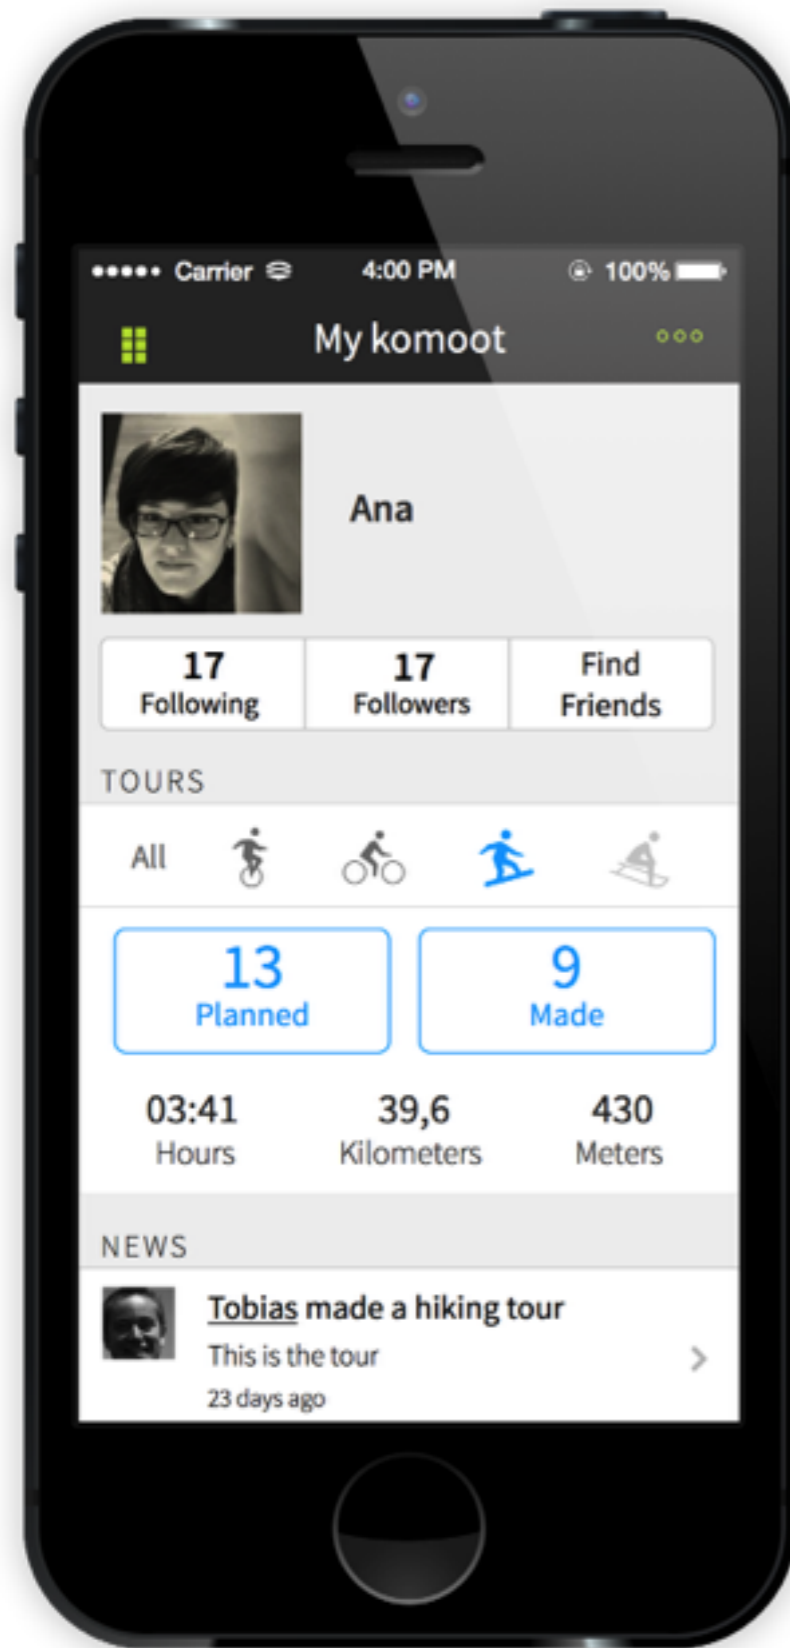 Carrier 4:00 PM 100%
My komoot
Ana
17 17 Find
Following Followers Friends
TOURS
All
13 9
Planned Made
03:41 39,6 430
Hours Kilometers Meters
NEWS
Tobias made a hiking tour
This is the tour
23 days ago